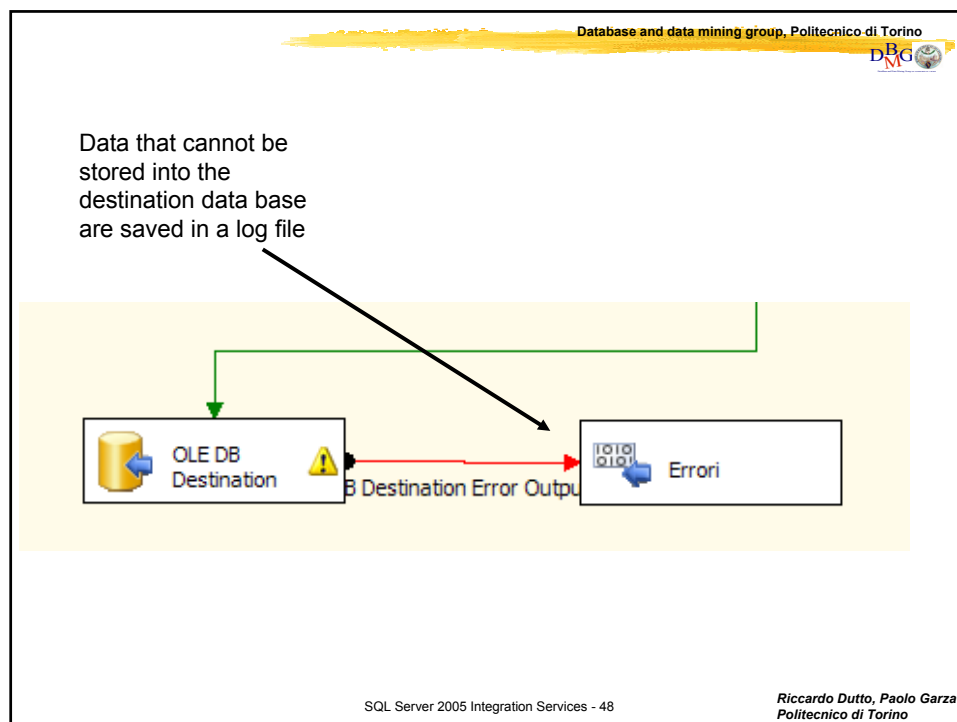 Database and data mining group, Politecnico di Torino
DBMG
Data that cannot be
stored into the
destination data base
are saved in a log file
OLE DB
Destination
B Destination Error Outpu
1010
0101
Errori
SQL Server 2005 Integration Services - 48
Riccardo Dutto, Paolo Garza
Politecnico di Torino